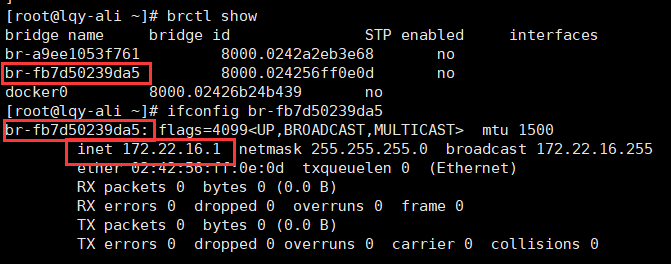 [root@lqy-ali ~]# brctl show
bridge name bridge id STP enabled interfaces
br-a9ee1053f761 8000.0242a2eb3e68 no
br-fb7d50239da5 8000.024256ff0e0d no
docker0 8000.02426b24b439 no
[root@lqy-ali ~]# ifconfig br-fb7d50239da5
br-fb7d50239da5: flags=4099<UP,BROADCAST,MULTICAST> mtu 1500
inet 172.22.16.1 netmask 255.255.255.0 broadcast 172.22.16.255
ether 02:42:56:ff:0e:0d txqueuelen 0 (Ethernet)
RX packets 0 bytes 0 (0.0 B)
RX errors 0 dropped 0 overruns 0 frame 0
TX packets 0 bytes 0 (0.0 B)
TX errors 0 dropped 0 overruns 0 carrier 0 collisions 0